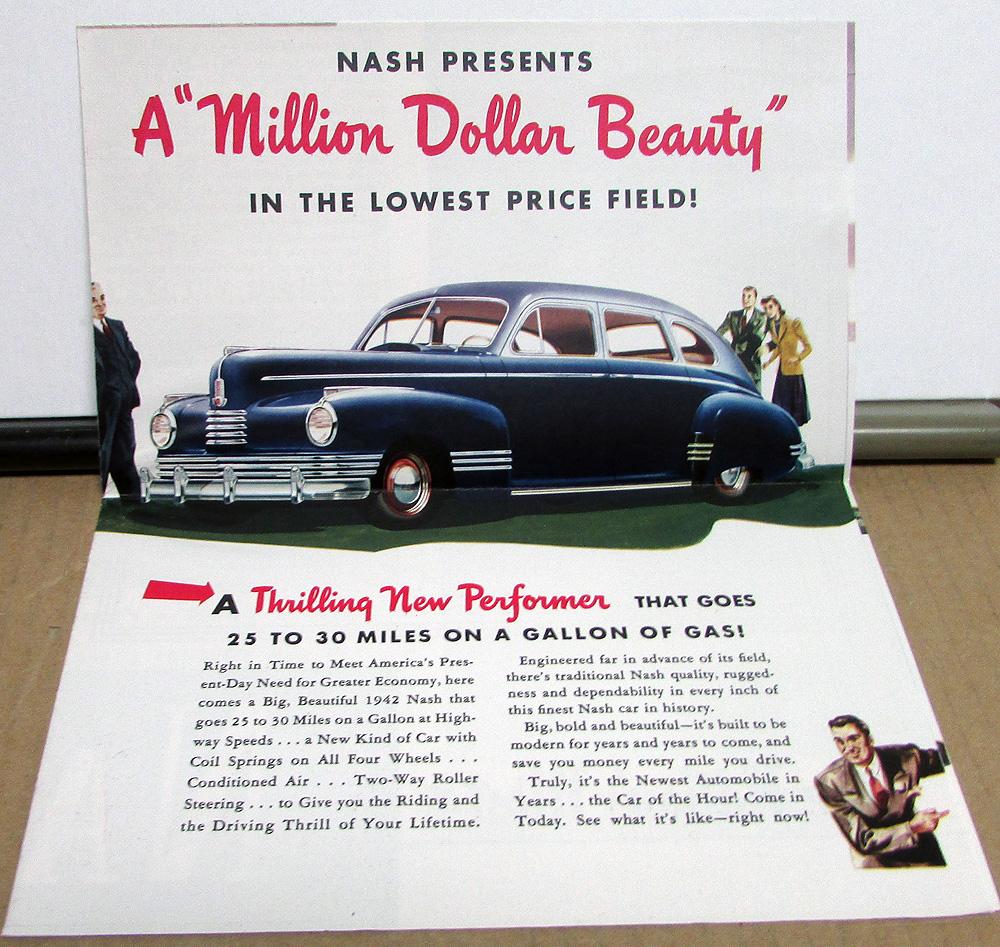 NASH PRESENTS
A "Million Dollar Beauty"
IN THE LOWEST PRICE FIELD!
A Thrilling New Performer THAT GOES
25 TO 30 MILES ON A GALLON OF GAS!
Right in Time to Meet America's Pres-
ent-Day Need for Greater Economy, here
comes a Big, Beautiful 1942 Nash that
goes 25 to 30 Miles on a Gallon at High-
way Speeds . . . a New Kind of Car with
Coil Springs on All Four Wheels . . .
Conditioned Air . . . Two-Way Roller
Steering . . . to Give you the Riding and
the Driving Thrill of Your Lifetime.
Engineered far in advance of its field,
there's traditional Nash quality, rugged-
ness and dependability in every inch of
this finest Nash car in history.
Big, bold and beautiful—it's built to be
modern for years and years to come, and
save you money every mile you drive.
Truly, it's the Newest Automobile in
Years . . . the Car of the Hour! Come in
Today. See what it's like—right now!